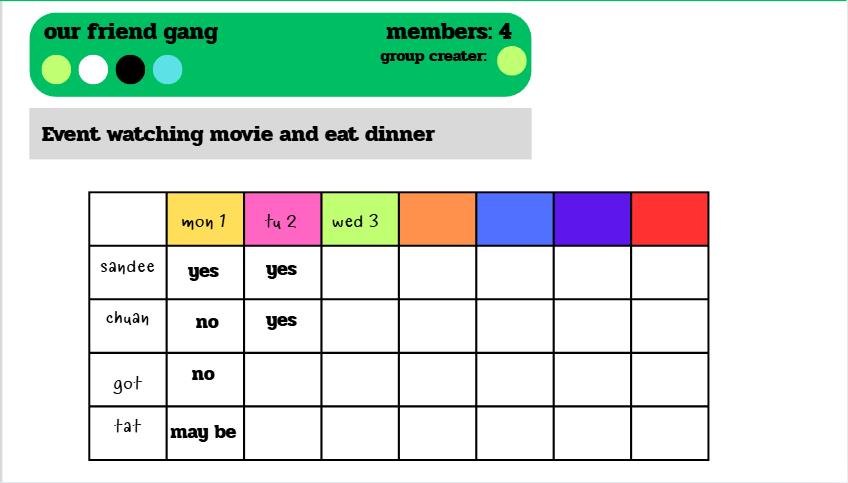 our friend gang
members: 4
group creater:
Event watching movie and eat dinner
mon 1 tu 2 wed 3
sandee yes yes
chuan no yes
got no
tat may be